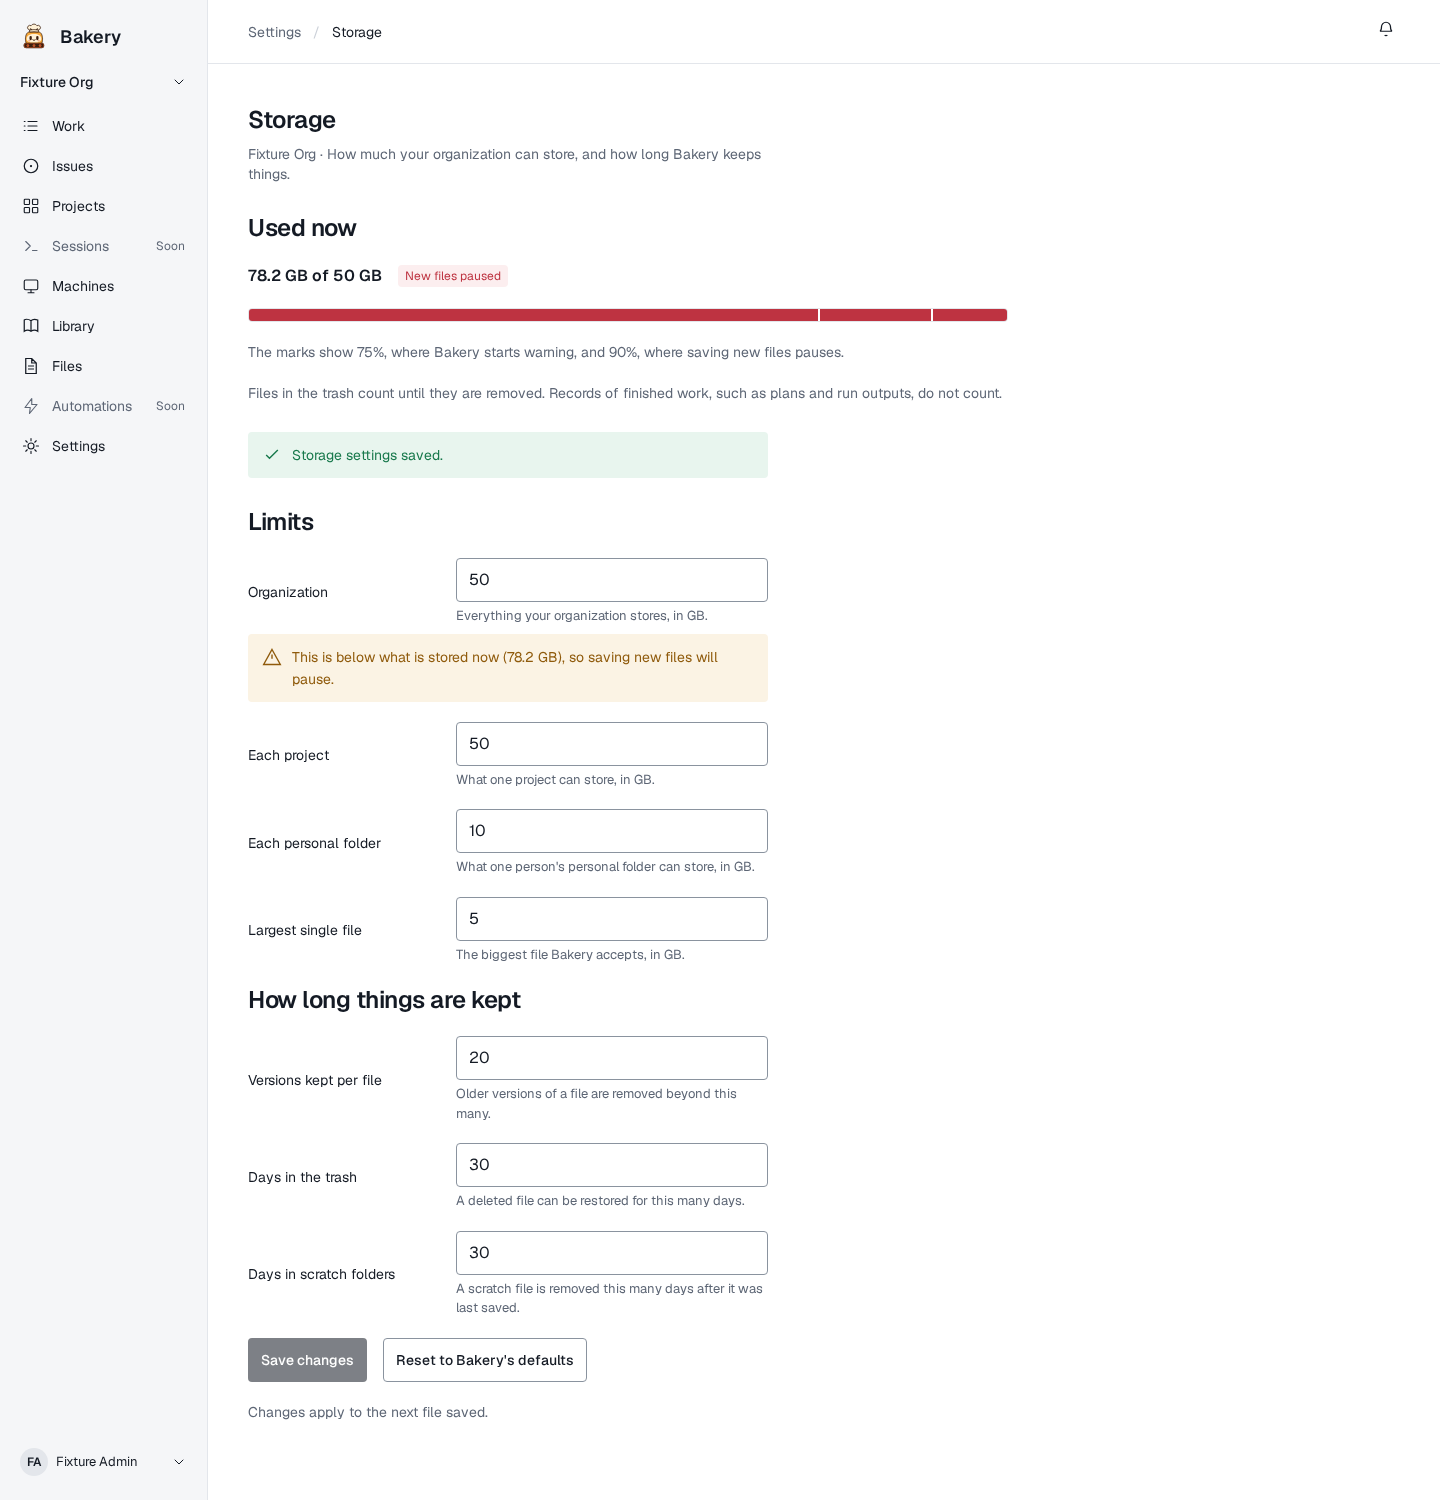 Bakery
Fixture Org
Work
Issues
Projects
Sessions Soon
Machines
Library
Files
Automations Soon
Settings
FA Fixture Admin
Settings / Storage
Storage
Fixture Org · How much your organization can store, and how long Bakery keeps
things.
Used now
78.2 GB of 50 GB New files paused
The marks show 75%, where Bakery starts warning, and 90%, where saving new files pauses.
Files in the trash count until they are removed. Records of finished work, such as plans and run outputs, do not count.
Storage settings saved.
Limits
Organization
50
Everything your organization stores, in GB.
This is below what is stored now (78.2 GB), so saving new files will
pause.
Each project
50
What one project can store, in GB.
Each personal folder
10
What one person's personal folder can store, in GB.
Largest single file
5
The biggest file Bakery accepts, in GB.
How long things are kept
Versions kept per file
20
Older versions of a file are removed beyond this
many.
Days in the trash
30
A deleted file can be restored for this many days.
Days in scratch folders
30
A scratch file is removed this many days after it was
last saved.
Save changes Reset to Bakery's defaults
Changes apply to the next file saved.